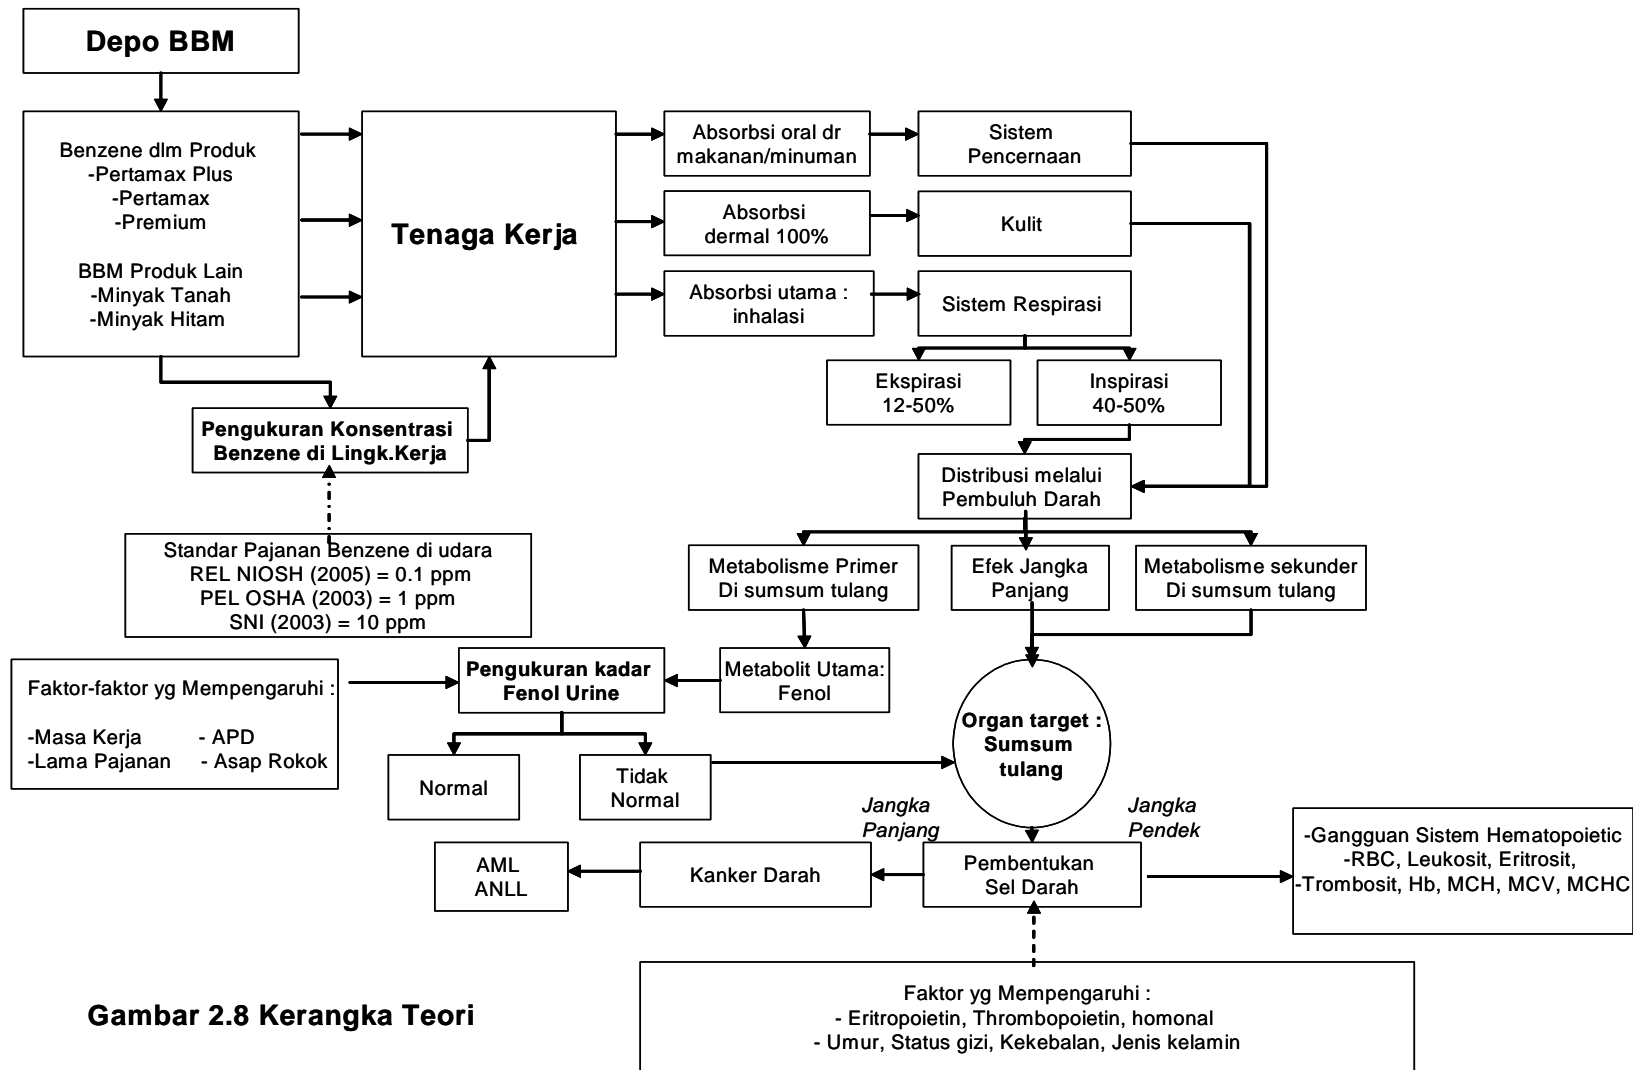 Depo BBM
Benzene dlm Produk
-Pertamax Plus
-Pertamax
-Premium
BBM Produk Lain
-Minyak Tanah
-Minyak Hitam
Tenaga Kerja
Absorbsi oral dr
makanan/minuman
Sistem
Pencernaan
Absorbsi
dermal 100%
Kulit
Absorbsi utama :
inhalasi
Sistem Respirasi
Ekspirasi
12-50%
Inspirasi
40-50%
Pengukuran Konsentrasi
Benzene di Lingk.Kerja
Distribusi melalui
Pembuluh Darah
Standar Pajanan Benzene di udara
REL NIOSH (2005) = 0.1 ppm
PEL OSHA (2003) = 1 ppm
SNI (2003) = 10 ppm
Metabolisme Primer
Di sumsum tulang
Efek Jangka
Panjang
Metabolisme sekunder
Di sumsum tulang
Faktor-faktor yg Mempengaruhi :
-Masa Kerja - APD
-Lama Pajanan - Asap Rokok
Pengukuran kadar
Fenol Urine
Metabolit Utama:
Fenol
Organ target :
Sumsum
tulang
Normal
Tidak
Normal
Jangka
Panjang
Jangka
Pendek
AML
ANLL
Kanker Darah
Pembentukan
Sel Darah
-Gangguan Sistem Hematopoietic
-RBC, Leukosit, Eritrosit,
-Trombosit, Hb, MCH, MCV, MCHC
Faktor yg Mempengaruhi :
- Eritropoietin, Thrombopoietin, homonal
- Umur, Status gizi, Kekebalan, Jenis kelamin
Gambar 2.8 Kerangka Teori